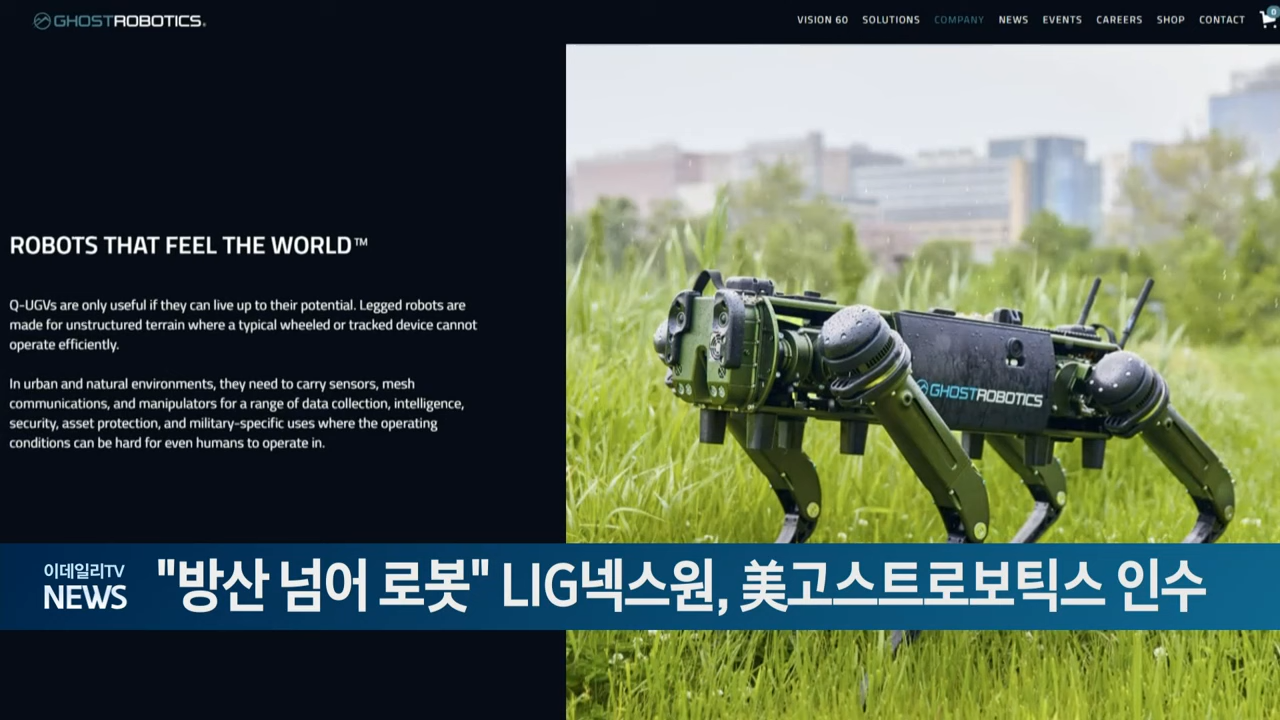 GHOSTROBOTICS®
VISION 60 SOLUTIONS COMPANY NEWS EVENTS CAREERS SHOP CONTACT 0
ROBOTS THAT FEEL THE WORLD™
Q-UGVs are only useful if they can live up to their potential. Legged robots are
made for unstructured terrain where a typical wheeled or tracked device cannot
operate efficiently.
In urban and natural environments, they need to carry sensors, mesh
communications, and manipulators for a range of data collection, intelligence,
security, asset protection, and military-specific uses where the operating
conditions can be hard for even humans to operate in.
GHOSTROBOTICS
이데일리TV
NEWS
"방산 넘어 로봇" LIG넥스원, 美고스트로보틱스 인수